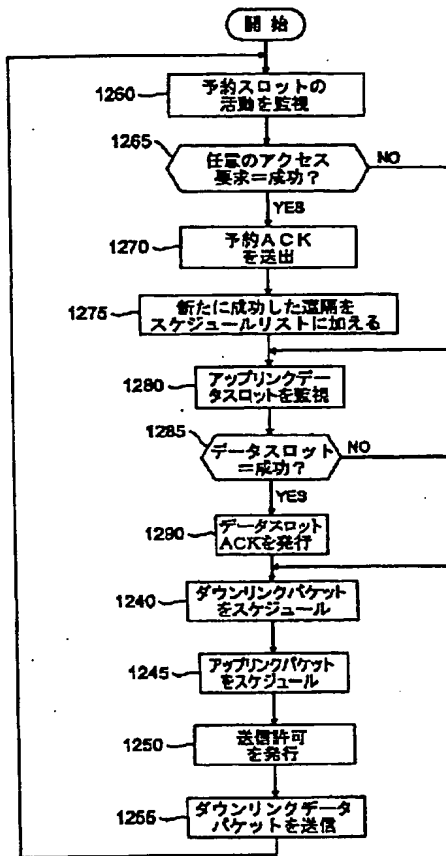 開始
1260
予約スロットの
活動を監視
1265
任意のアクセス
要求=成功?
NO
YES
1270
予約ACK
を送出
1275
新たに成功した遠隔を
スケジュールリストに加える
1280
アップリンクデー
タスロットを監視
1285
データスロット
=成功?
NO
YES
1290
データスロット
ACKを発行
1240
ダウンリンクパケット
をスケジュール
1245
アップリンクパケット
をスケジュール
1250
送信許可
を発行
1255
ダウンリンクデータ
パケットを送信